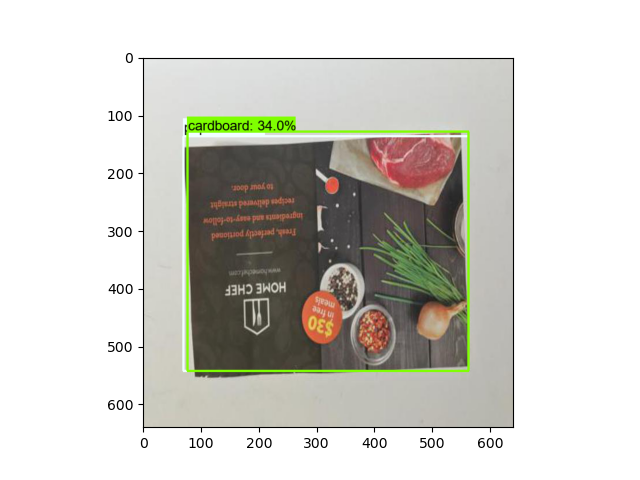 cardboard: 34.0%
Fresh, perfectly portioned
ingredients and easy-to-follow
recipes delivered straight
to your door.
www.homechef.com
HOME CHEF
$30
in free
meals
0
100
200
300
400
500
600
0
100
200
300
400
500
600